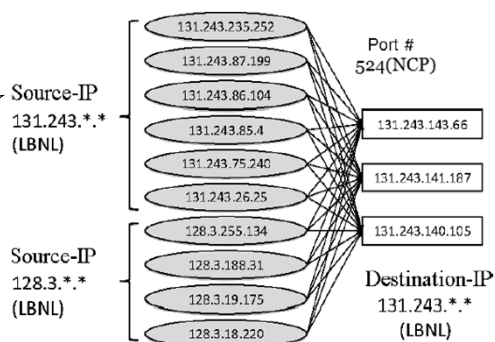 Source-IP
131.243.*.*
(LBNL)
Source-IP
128.3.*.*
(LBNL)
131.243.235.252
131.243.87.199
131.243.86.104
131.243.85.4
131.243.75.240
131.243.26.25
128.3.255.134
128.3.188.31
128.3.19.175
128.3.18.220
Port #
524(NCP)
131.243.143.66
131.243.141.187
131.243.140.105
Destination-IP
131.243.*.*
(LBNL)